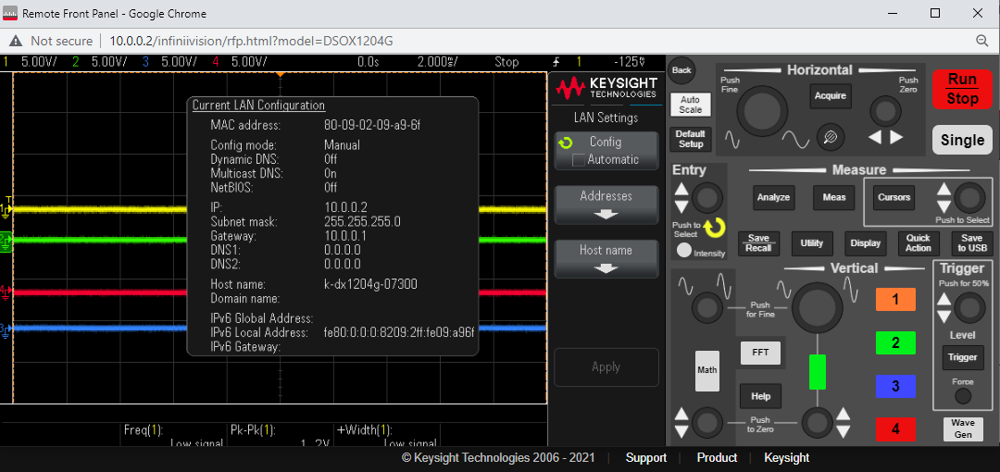 Remote Front Panel - Google Chrome
Not secure | 10.0.0.2/infiniivision/rfp.html?model=DSOX1204G
1 5.00V/ 2 5.00V/ 3 5.00V/ 4 5.00V/ 0.0s 2.000s/ Stop 1 -125V
Current LAN Configuration
MAC address: 80-09-02-09-a9-6f
Config mode: Manual
Dynamic DNS: Off
Multicast DNS: On
NetBIOS: Off
IP: 10.0.0.2
Subnet mask: 255.255.255.0
Gateway: 10.0.0.1
DNS1: 0.0.0.0
DNS2: 0.0.0.0
Host name: k-dx1204g-07300
Domain name:
IPv6 Global Address:
IPv6 Local Address: fe80:0:0:0:8209:2ff:fe09:a96f
IPv6 Gateway:
T
1
2
4
3
Freq(1): Pk-Pk(1): +Width(1):
Low signal 1. 2V Low signal
KEYSIGHT
TECHNOLOGIES
LAN Settings
Config
Automatic
Addresses
Host name
Apply
Back
Auto
Scale
Default
Setup
Horizontal
Push
Fine
Acquire
Push
Zero
Run
Stop
Single
Entry
Push to
Select
Intensity
Measure
Analyze
Meas
Cursors
Push to Select
Save
Recall
Utility
Display
Quick
Action
Save
to USB
Vertical
Push
for Fine
1
2
3
4
FFT
Math
Help
Push
to Zero
Trigger
Push for 50%
Level
Trigger
Force
Wave
Gen
© Keysight Technologies 2006 - 2021 | Support | Product | Keysight